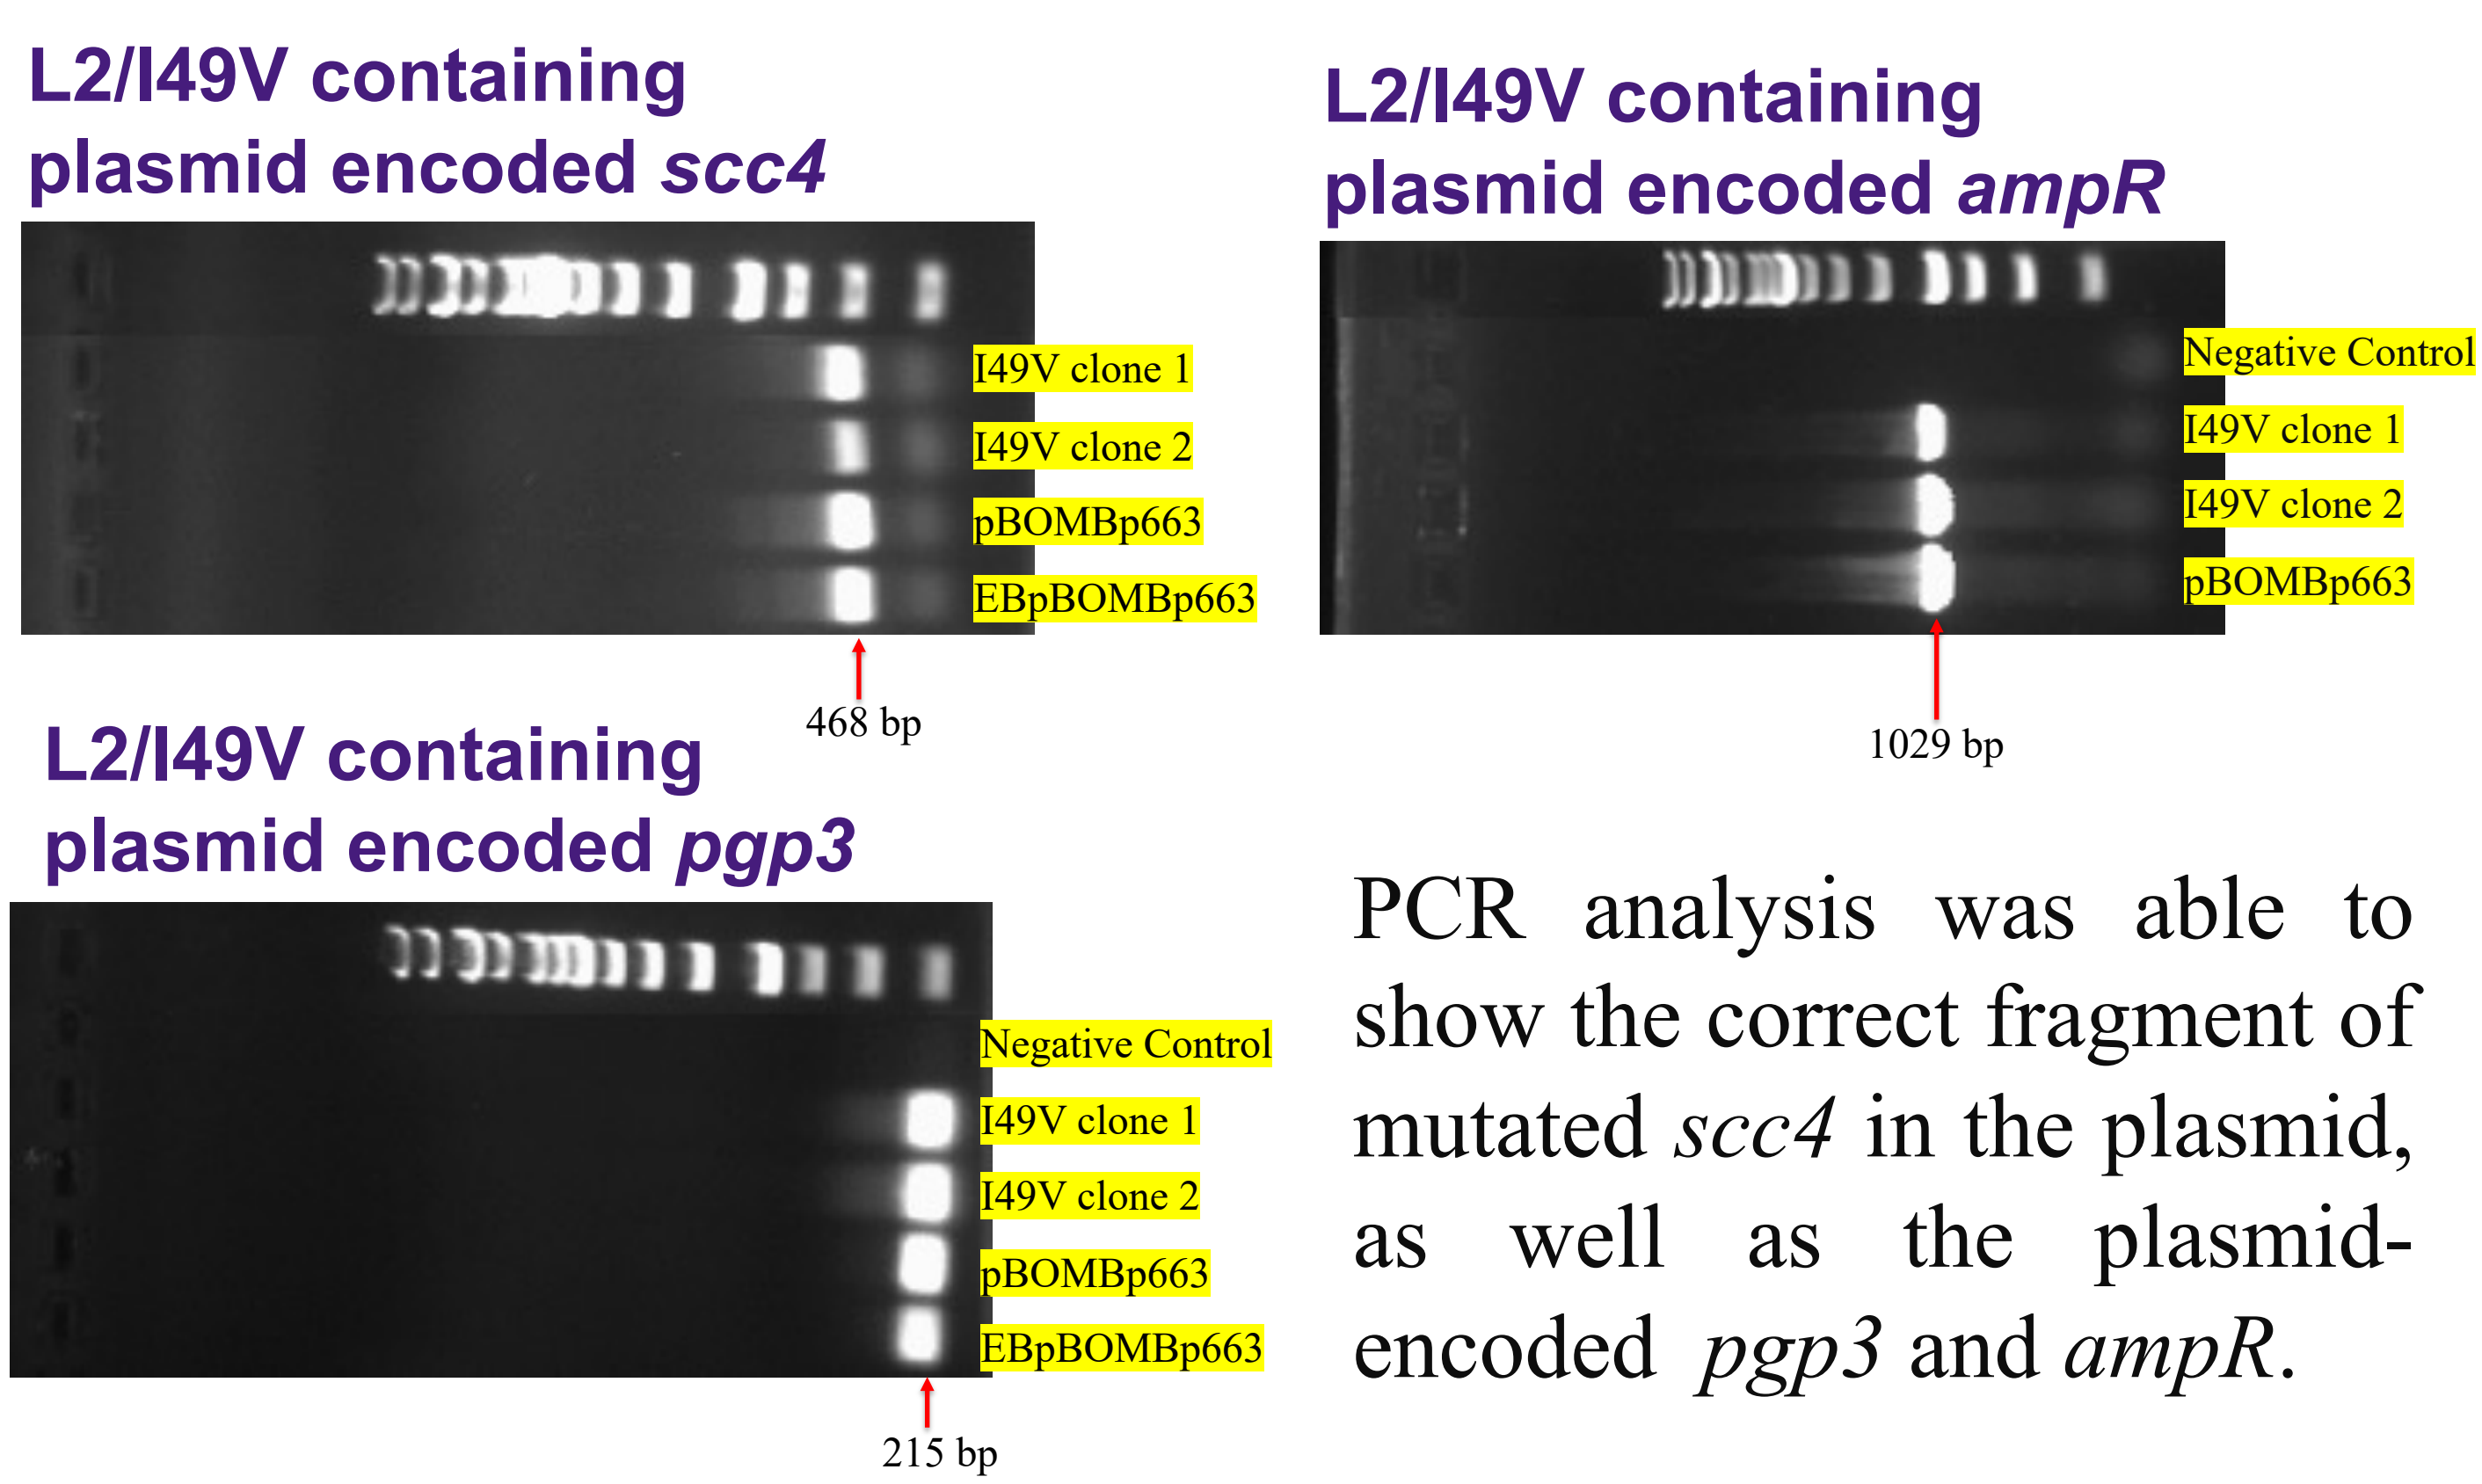 L2/I49V containing
plasmid encoded scc4
I49V clone 1
I49V clone 2
pBOMBp663
EBpBOMBp663
468 bp
L2/I49V containing
plasmid encoded ampR
Negative Control
I49V clone 1
I49V clone 2
pBOMBp663
1029 bp
L2/I49V containing
plasmid encoded pgp3
Negative Control
I49V clone 1
I49V clone 2
pBOMBp663
EBpBOMBp663
215 bp
PCR analysis was able to
show the correct fragment of
mutated scc4 in the plasmid,
as well as the plasmid-
encoded pgp3 and ampR.